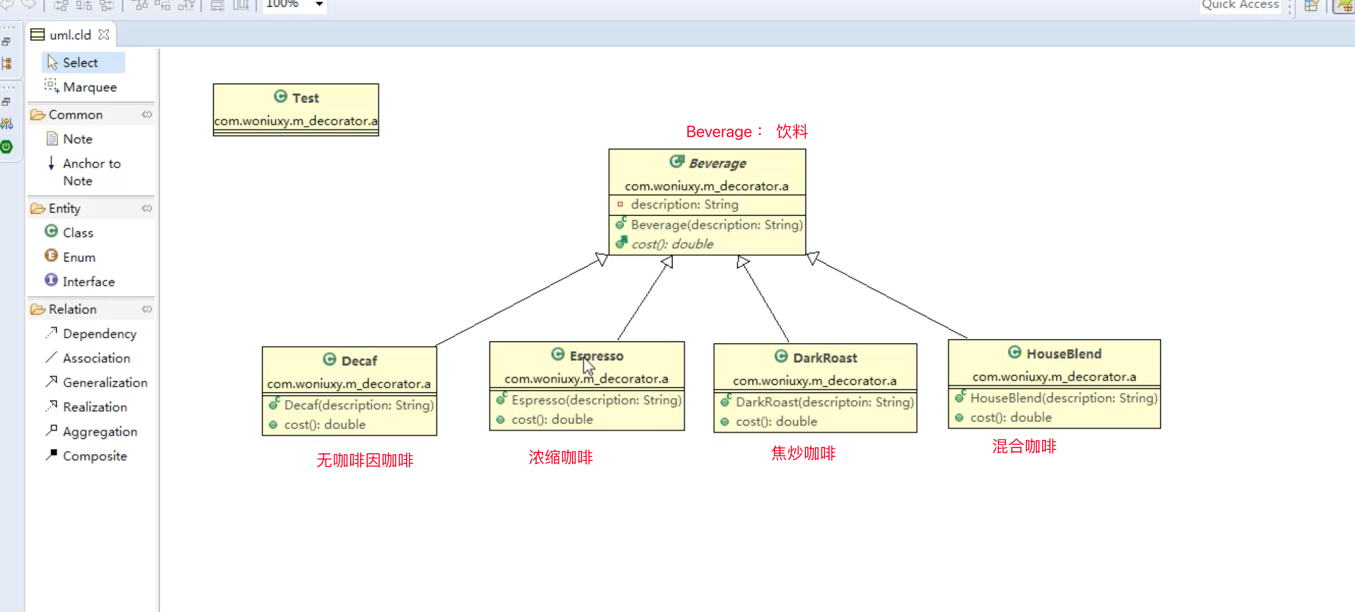 100%
Quick Access
uml.cld
Select
Marquee
Common
Note
Anchor to
Note
Entity
Class
Enum
Interface
Relation
Dependency
Association
Generalization
Realization
Aggregation
Composite
Test
com.woniuxy.m_decorator.a
Beverage： 饮料
Beverage
com.woniuxy.m_decorator.a
description: String
Beverage(description: String)
cost(): double
Decaf
com.woniuxy.m_decorator.a
Decaf(description: String)
cost(): double
无咖啡因咖啡
Espresso
com.woniuxy.m_decorator.a
Espresso(description: String)
cost(): double
浓缩咖啡
DarkRoast
com.woniuxy.m_decorator.a
DarkRoast(descriptoin: String)
cost(): double
焦炒咖啡
HouseBlend
com.woniuxy.m_decorator.a
HouseBlend(description: String)
cost(): double
混合咖啡